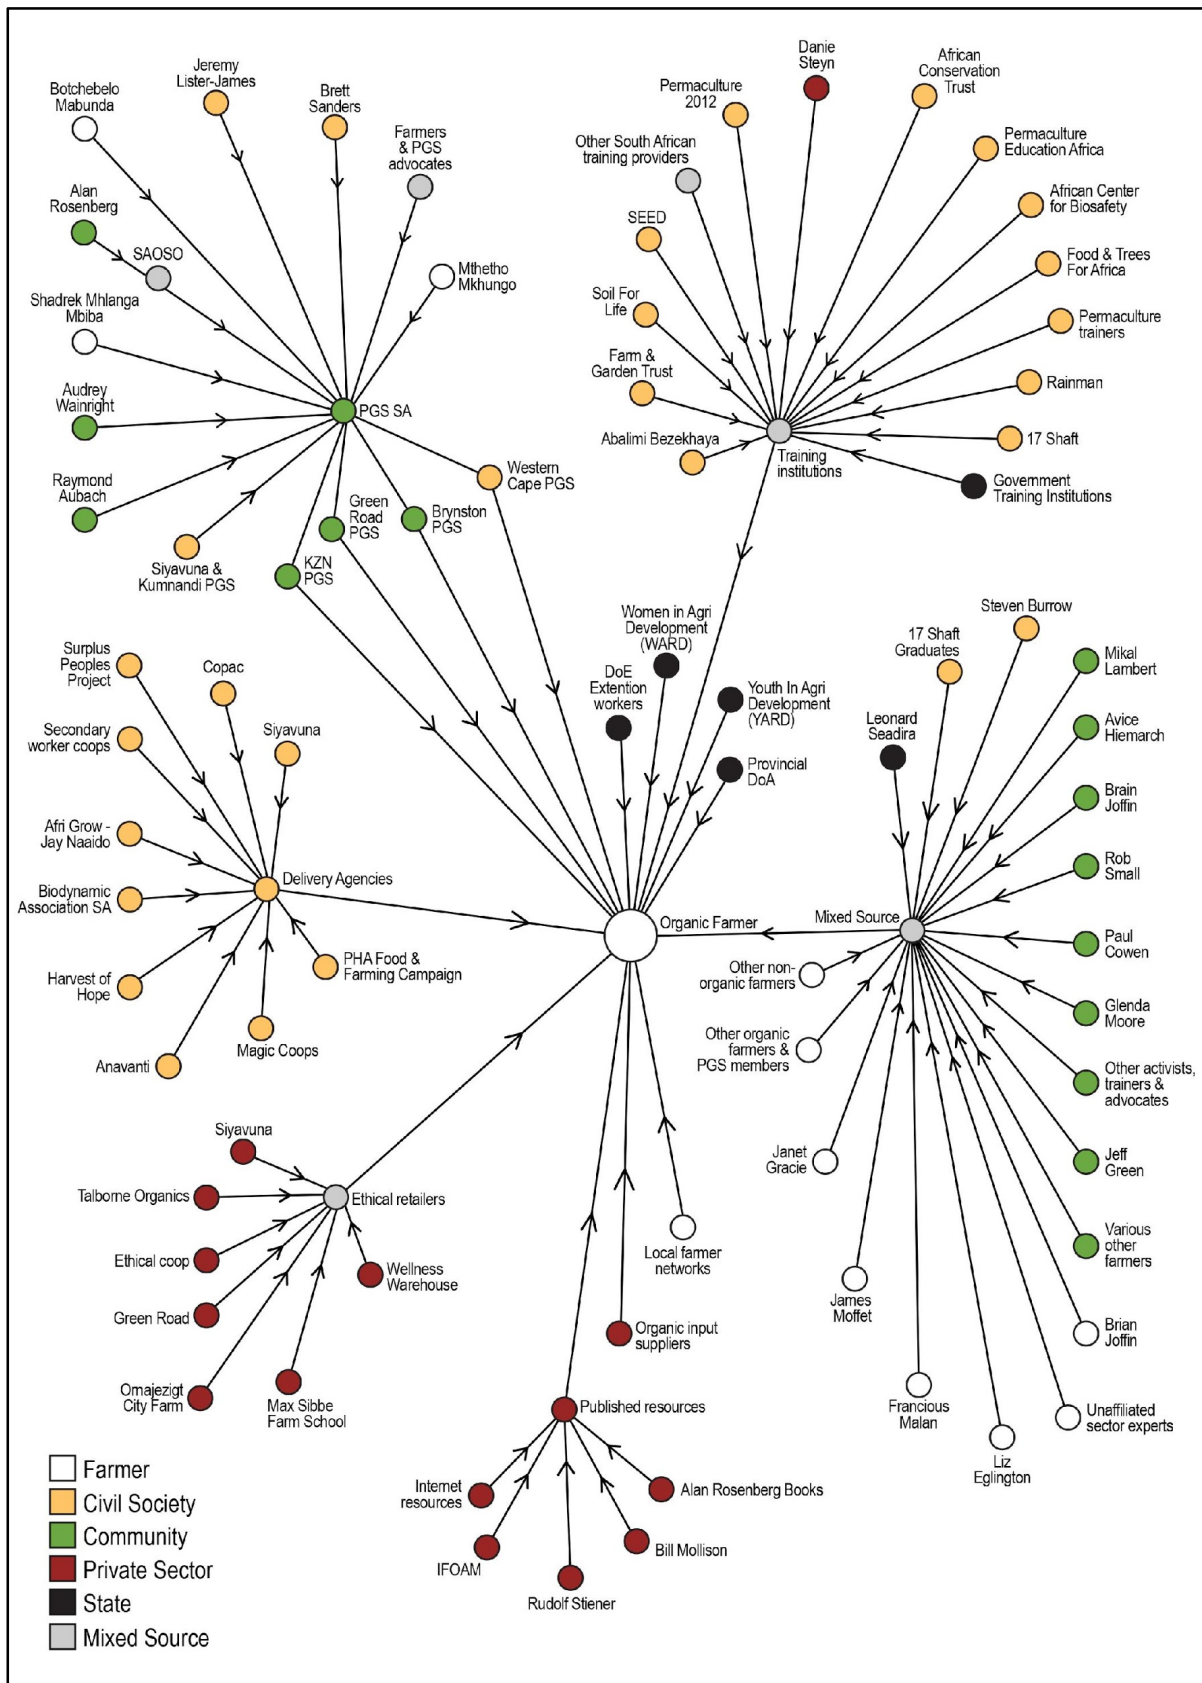 Jeremy
Lister-James
Botchebelo
Mabunda
Brett
Sanders
Farmers
& PGS
advocates
Alan
Rosenberg
SAOSO
Mthetho
Mkhungo
Shadrek Mhlanga
Mbiba
Audrey
Wainright
PGS SA
Raymond
Aubach
Siyavuna &
Kumnandi PGS
KZN
PGS
Green
Road
PGS
Brynston
PGS
Western
Cape PGS
Danie
Steyn
African
Conservation
Trust
Permaculture
2012
Permaculture
Education Africa
Other South African
training providers
African Center
for Biosafety
SEED
Food & Trees
For Africa
Soil For
Life
Permaculture
trainers
Farm &
Garden Trust
Rainman
Abalimi Bezekhaya
17 Shaft
Training
institutions
Government
Training Institutions
Women in Agri
Development
(WARD)
DoE
Extention
workers
Youth In Agri
Development
(YARD)
Provincial
DoA
Surplus
Peoples
Project
Copac
Secondary
worker coops
Siyavuna
Afri Grow -
Jay Naaido
Delivery Agencies
Biodynamic
Association SA
Harvest of
Hope
PHA Food &
Farming Campaign
Magic Coops
Anavanti
Organic Farmer
Steven Burrow
17 Shaft
Graduates
Mikal
Lambert
Leonard
Seadira
Avice
Hiemarch
Brain
Joffin
Rob
Small
Mixed Source
Paul
Cowen
Other non-
organic farmers
Glenda
Moore
Other organic
farmers &
PGS members
Other activists,
trainers &
advocates
Janet
Gracie
Jeff
Green
Various
other
farmers
James
Moffet
Brian
Joffin
Francious
Malan
Unaffiliated
sector experts
Liz
Eglington
Siyavuna
Talborne Organics
Ethical retailers
Ethical coop
Wellness
Warehouse
Green Road
Omajezigt
City Farm
Max Sibbe
Farm School
Local farmer
networks
Organic input
suppliers
Published resources
Internet
resources
Alan Rosenberg Books
IFOAM
Bill Mollison
Rudolf Stiener
Farmer
Civil Society
Community
Private Sector
State
Mixed Source